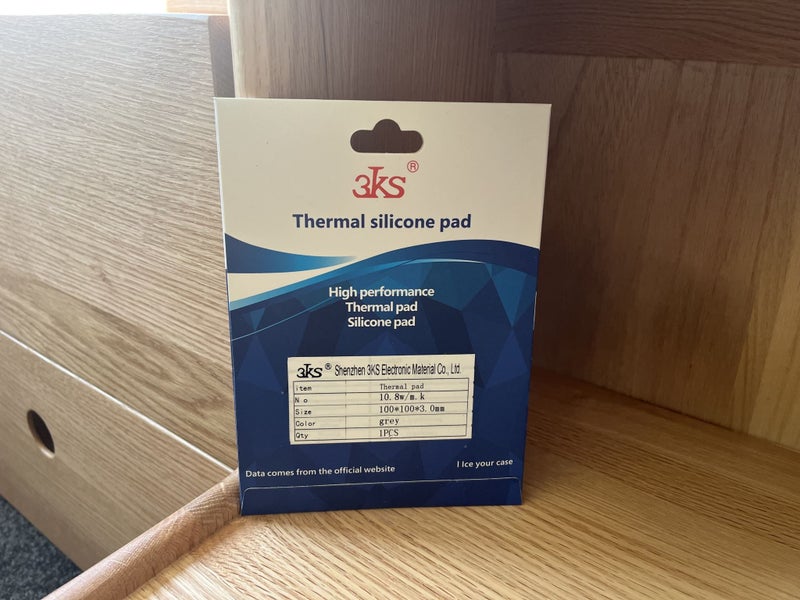 3KS®
Thermal silicone pad
High performance
Thermal pad
Silicone pad
3KS® Shenzhen 3KS Electronic Material Co., Ltd.
item Thermal pad
No 10.8w/m.k
Size 100*100*3.0mm
Color grey
Qty 1PCS
Data comes from the official website
I Ice your case